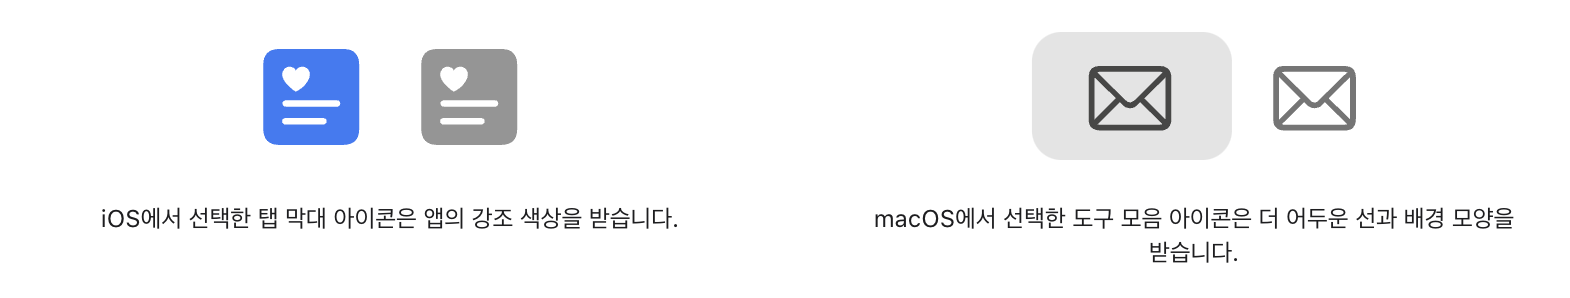 iOS에서 선택한 탭 막대 아이콘은 앱의 강조 색상을 받습니다.
macOS에서 선택한 도구 모음 아이콘은 더 어두운 선과 배경 모양을
받습니다.